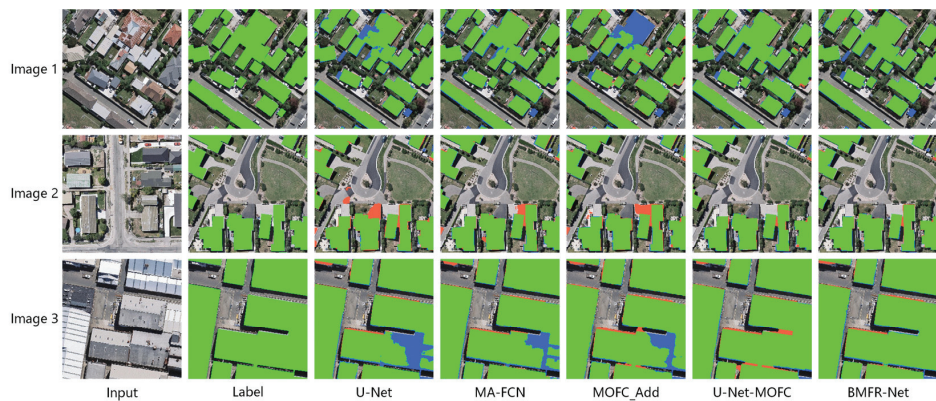 Image 1
Image 2
Image 3
Input Label U-Net MA-FCN MOFC_Add U-Net-MOFC BMFR-Net